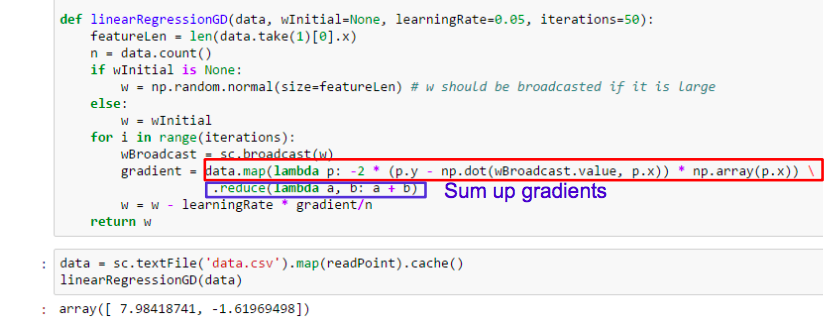 def linearRegressionGD(data, wInitial=None, learningRate=0.05, iterations=50):
    featureLen = len(data.take(1)[0].x)
    n = data.count()
    if wInitial is None:
        w = np.random.normal(size=featureLen) # w should be broadcasted if it is large
    else:
        w = wInitial
    for i in range(iterations):
        wBroadcast = sc.broadcast(w)
        gradient = data.map(lambda p: -2 * (p.y - np.dot(wBroadcast.value, p.x)) * np.array(p.x)) \
                    .reduce(lambda a, b: a + b) Sum up gradients
        w = w - learningRate * gradient/n
    return w
: data = sc.textFile('data.csv').map(readPoint).cache()
linearRegressionGD(data)
: array([ 7.98418741, -1.61969498])